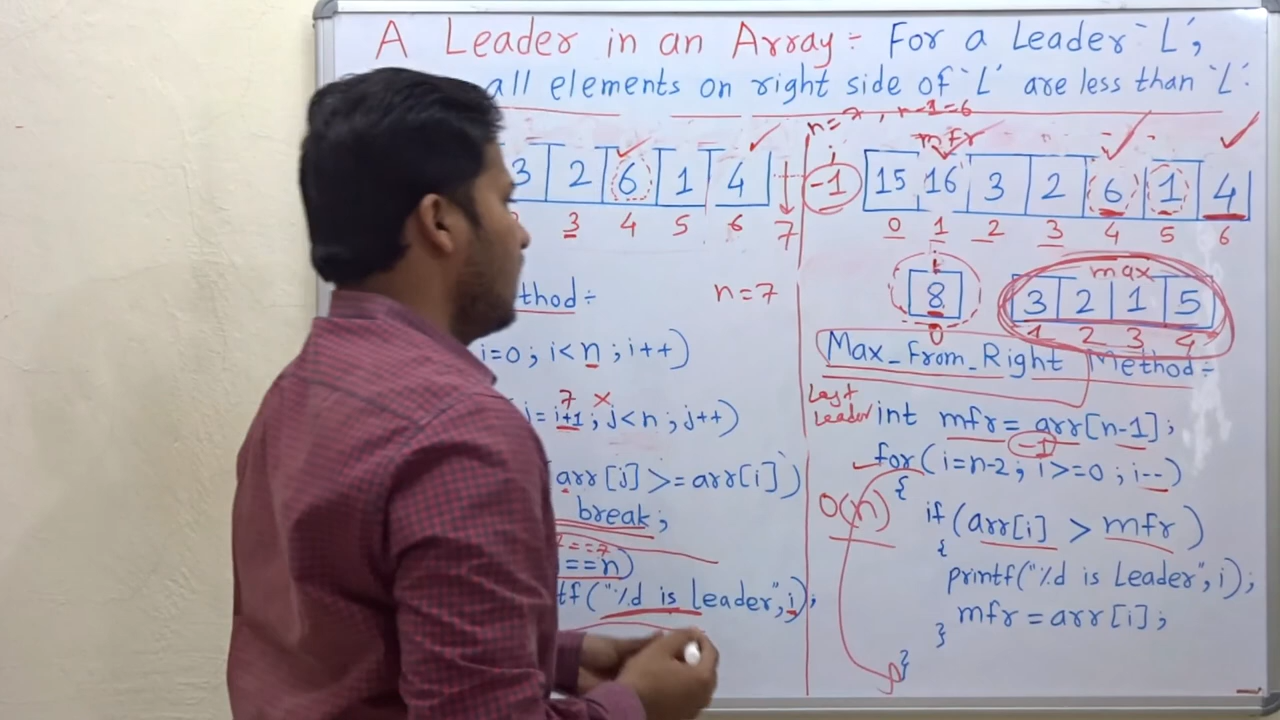 A Leader in an Array:- For a Leader `L',
all elements on right side of `L' are less than `L'.
n=7, n-1=6
mfr
i
3 2 6 1 4
3 4 5 6 7
-1 15 16 3 2 6 1 4
0 1 2 3 4 5 6
max
8 3 2 1 5
0 1 2 3 4
thod:-
n=7
i=0; i<n; i++)
7 x
j=i+1; j<n; j++)
arr[j]>=arr[i])
break;
==7
==n)
tf("%d is Leader",i);
Max_From_Right Method:-
Last Leader
int mfr=arr[n-1];
-1
for(i=n-2; i>=0; i--)
{
O(n)
if(arr[i] > mfr)
{
printf("%d is Leader",i);
mfr=arr[i];
}
}